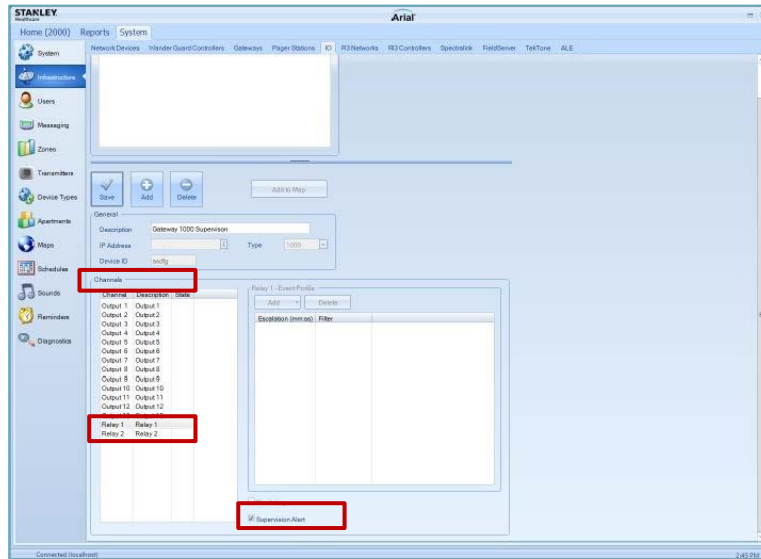 STANLEY
Healthcare
Arial
Home (2000) Reports System
Network Devices WanderGuard Controllers Gateways Pager Stations IO PI3 Networks PI3 Controllers Spectralink FieldServer TekTone ALE
System
Infrastructure
Users
Messaging
Zones
Transmitters
Device Types
Apartments
Maps
Schedules
Sounds
Reminders
Diagnostics
Save Add Delete Add to Map
General
Description Gateway 1000 Supervison
IP Address Type 1000
Device ID asdfg
Channels
Relay 1 - Event Profile
Add Delete
Channel Description State
Escalation (mm:ss) Filter
Output 1 Output 1
Output 2 Output 2
Output 3 Output 3
Output 4 Output 4
Output 5 Output 5
Output 6 Output 6
Output 7 Output 7
Output 8 Output 8
Output 9 Output 9
Output 10 Output 10
Output 11 Output 11
Output 12 Output 12
Relay 1 Relay 1
Relay 2 Relay 2
Supervision Alert
Connected (localhost) 2:45 PM